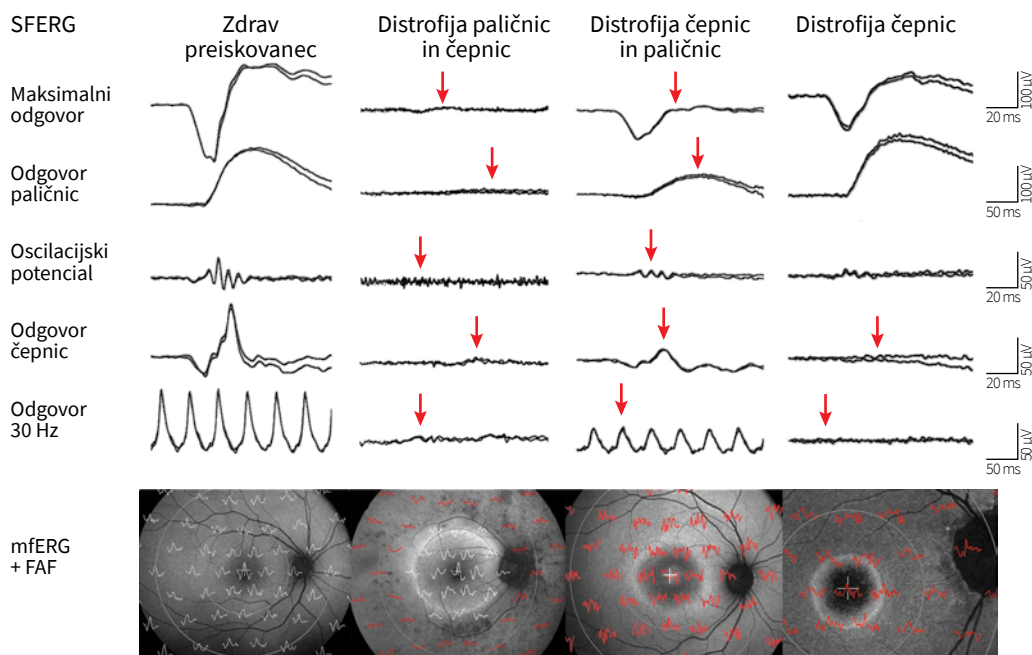 SFERG
Zdrav
preiskovanec
Distrofija paličnic
in čepnic
Distrofija čepnic
in paličnic
Distrofija čepnic
Maksimalni
odgovor
100 µV
20 ms
Odgovor
paličnic
100 µV
50 ms
Oscilacijski
potencial
50 µV
20 ms
Odgovor
čepnic
50 µV
20 ms
Odgovor
30 Hz
50 µV
50 ms
mfERG
+ FAF